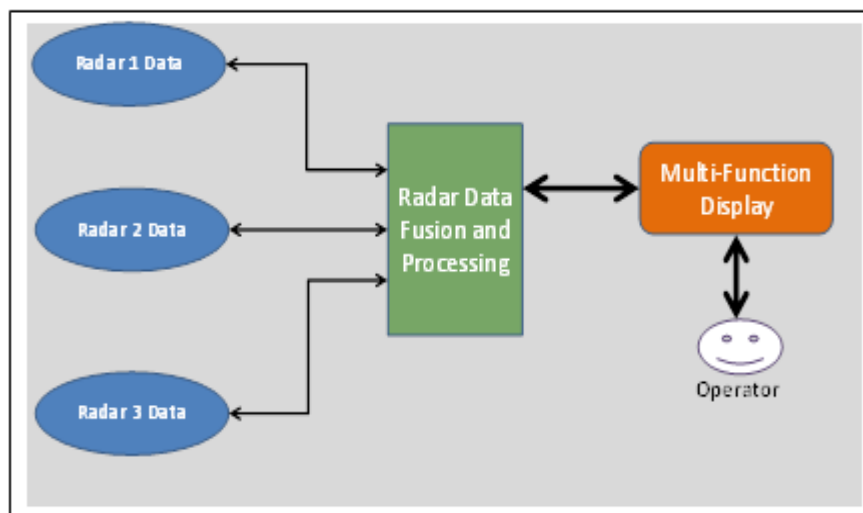 Radar 1 Data
Radar 2 Data
Radar 3 Data
Radar Data
Fusion and
Processing
Multi-Function
Display
Operator